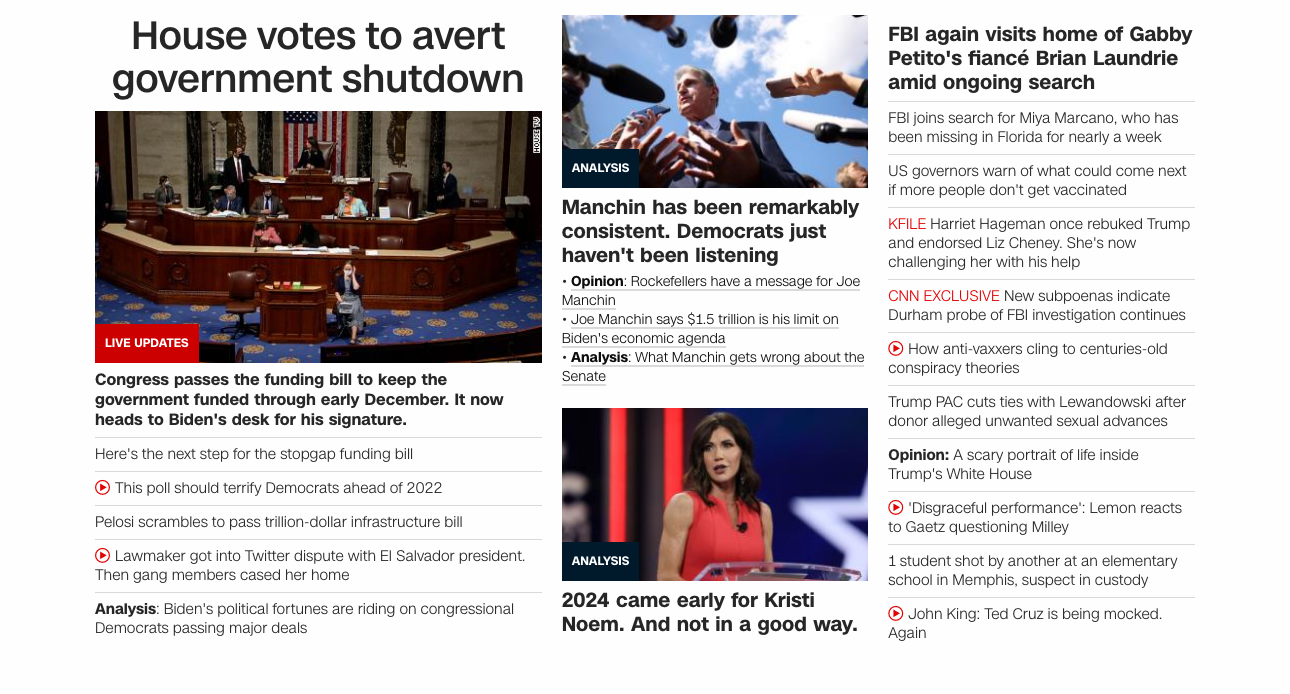 House votes to avert
government shutdown
HOUSE TV
LIVE UPDATES
Congress passes the funding bill to keep the
government funded through early December. It now
heads to Biden's desk for his signature.
Here's the next step for the stopgap funding bill
This poll should terrify Democrats ahead of 2022
Pelosi scrambles to pass trillion-dollar infrastructure bill
Lawmaker got into Twitter dispute with El Salvador president.
Then gang members cased her home
Analysis: Biden's political fortunes are riding on congressional
Democrats passing major deals
ANALYSIS
Manchin has been remarkably
consistent. Democrats just
haven't been listening
• Opinion: Rockefellers have a message for Joe
Manchin
• Joe Manchin says $1.5 trillion is his limit on
Biden's economic agenda
• Analysis: What Manchin gets wrong about the
Senate
ANALYSIS
2024 came early for Kristi
Noem. And not in a good way.
FBI again visits home of Gabby
Petito's fiancé Brian Laundrie
amid ongoing search
FBI joins search for Miya Marcano, who has
been missing in Florida for nearly a week
US governors warn of what could come next
if more people don't get vaccinated
KFILE Harriet Hageman once rebuked Trump
and endorsed Liz Cheney. She's now
challenging her with his help
CNN EXCLUSIVE New subpoenas indicate
Durham probe of FBI investigation continues
How anti-vaxxers cling to centuries-old
conspiracy theories
Trump PAC cuts ties with Lewandowski after
donor alleged unwanted sexual advances
Opinion: A scary portrait of life inside
Trump's White House
'Disgraceful performance': Lemon reacts
to Gaetz questioning Milley
1 student shot by another at an elementary
school in Memphis, suspect in custody
John King: Ted Cruz is being mocked.
Again